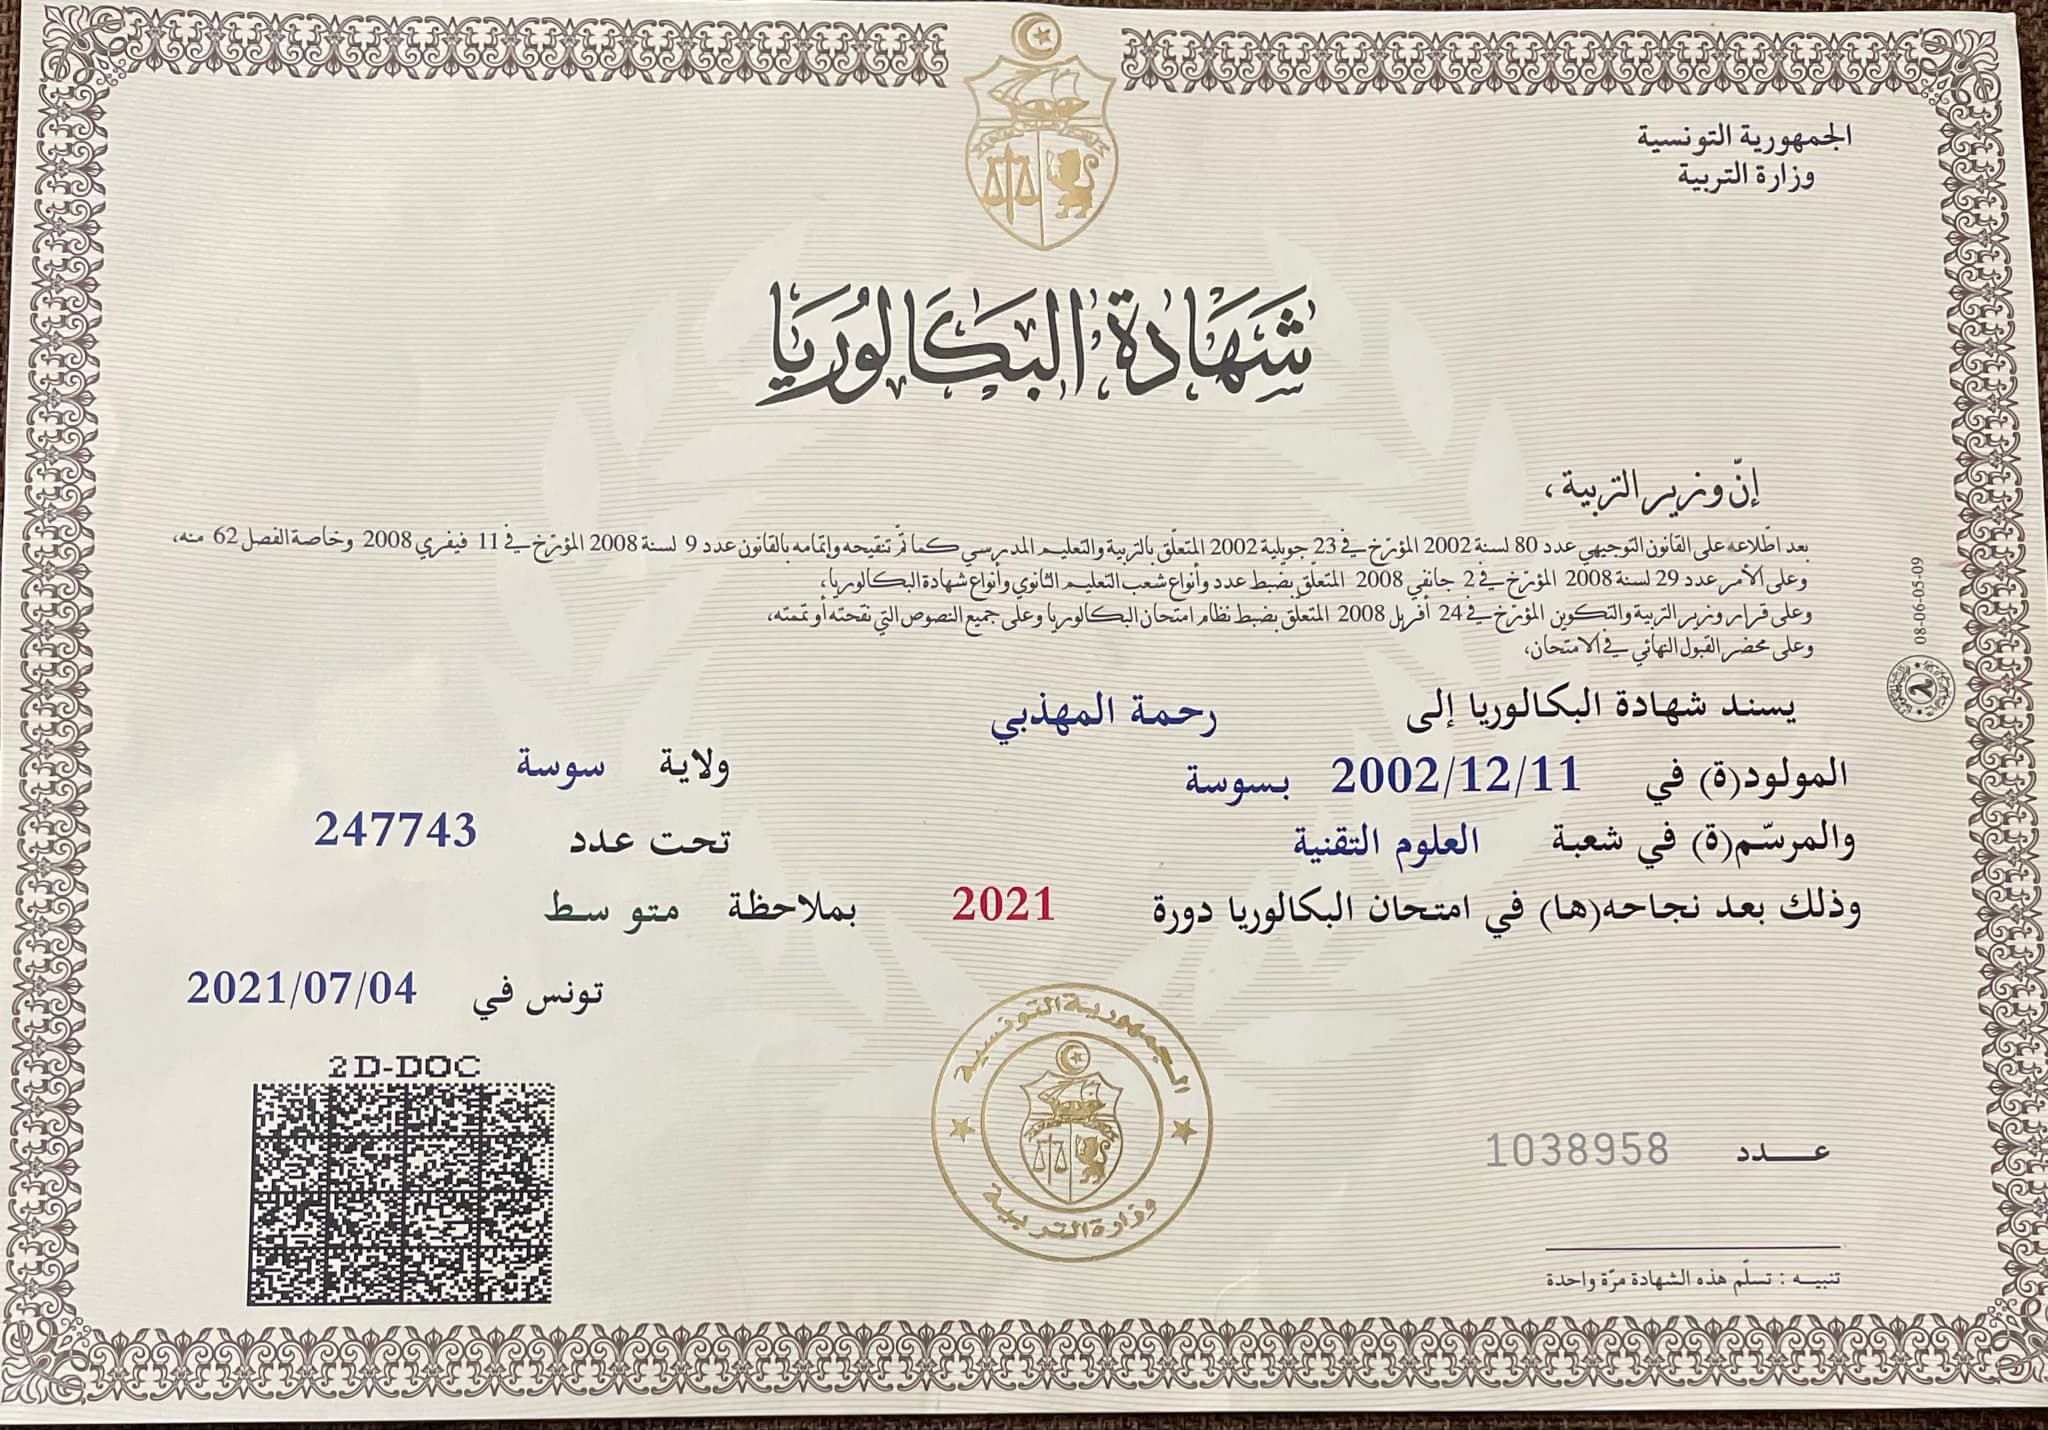 الجمهورية التونسية
وزارة التربية
شَهَادَة البَكَالُورِيَا
إنّ وزير التربية،
بعد اطّلاعه على القانون التوجيهي عدد 80 لسنة 2002 المؤرّخ في 23 جويلية 2002 المتعلّق بالتربية والتعليم المدرسي كما تمّ تنقيحه وإتمامه بالقانون عدد 9 لسنة 2008 المؤرّخ في 11 فيفري 2008 وخاصة الفصل 62 منه،
وعلى الأمر عدد 29 لسنة 2008 المؤرّخ في 2 جانفي 2008 المتعلّق بضبط عدد وأنواع شعب التعليم الثانوي وأنواع شهادة البكالوريا،
وعلى قرار وزير التربية والتكوين المؤرّخ في 24 أفريل 2008 المتعلّق بضبط نظام امتحان البكالوريا وعلى جميع النصوص التي نقحته أو تممته،
وعلى محضر القبول النهائي في الامتحان،
يسند شهادة البكالوريا إلى رحمة المهذبي
المولود(ة) في 2002/12/11 بسوسة ولاية سوسة
والمرسّم(ة) في شعبة العلوم التقنية تحت عدد 247743
وذلك بعد نجاحه(ها) في امتحان البكالوريا دورة 2021 بملاحظة متوسط
تونس في 2021/07/04
2D-DOC
الجمهورية التونسية
وزارة التربية
عدد 1038958
تنبيه : تسلّم هذه الشهادة مرّة واحدة
08-06-05-09